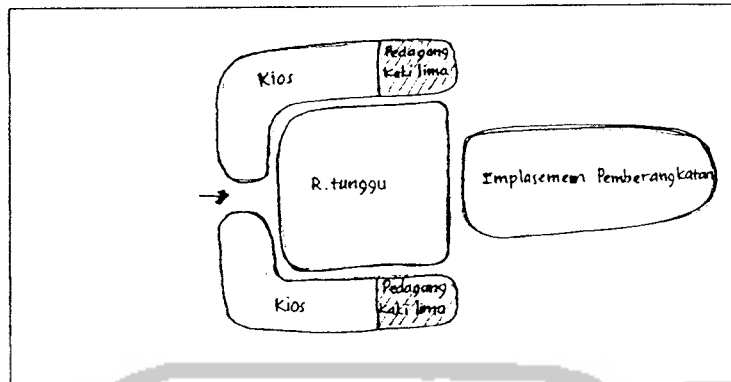 Pedagang
kaki lima
Kios
R. tunggu
Implasemen Pemberangkatan
Pedagang
kaki lima
Kios